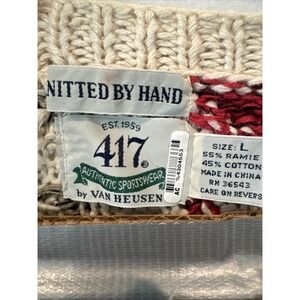 NITTED BY HAND
EST. 1959
417®
AUTHENTIC SPORTSWEAR
by VAN HEUSEN
SIZE: L
55% RAMIE
45% COTTON
MADE IN CHINA
RN 36543
CARE ON REVERS